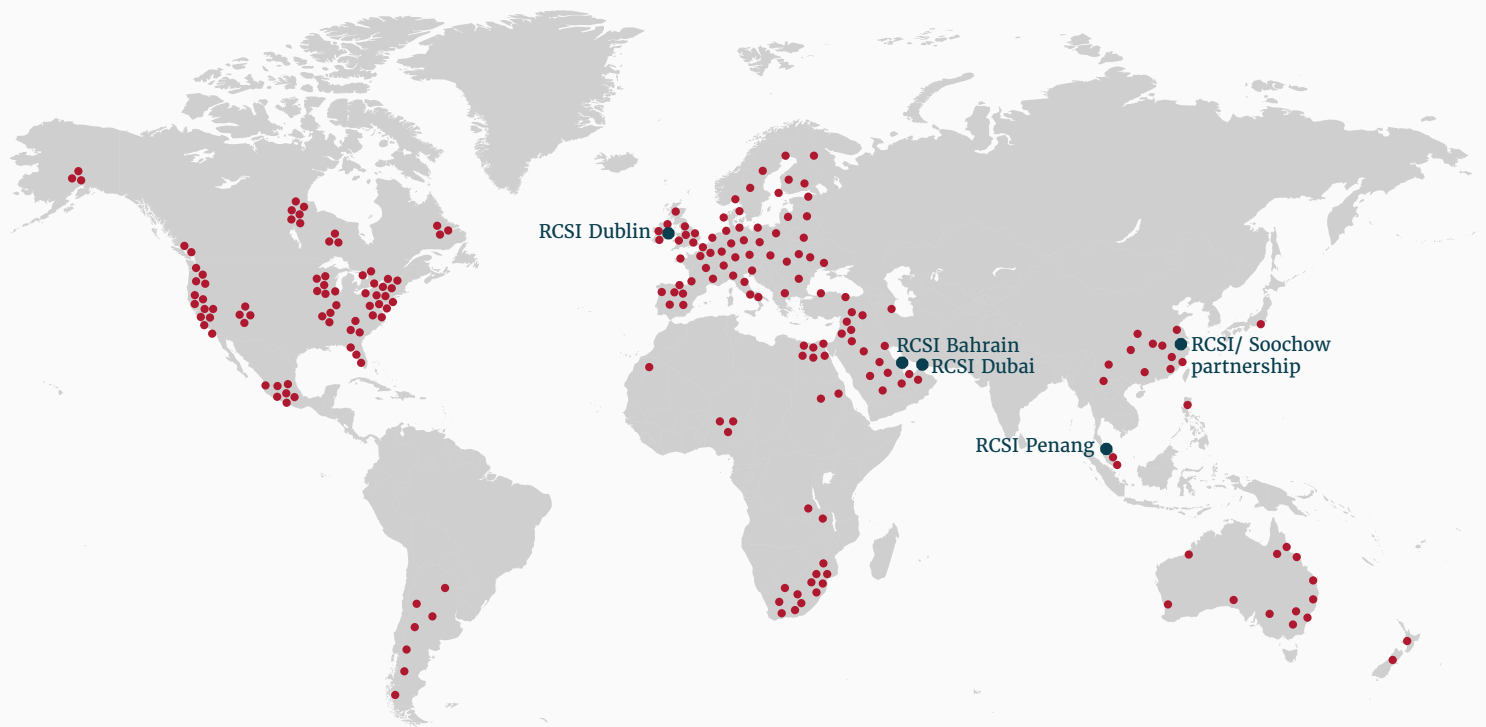 RCSI Dublin
RCSI Bahrain
RCSI Dubai
RCSI/ Soochow
partnership
RCSI Penang